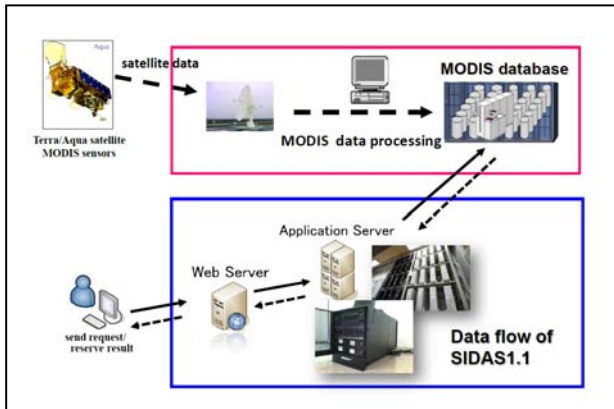 Aqua
satellite data
MODIS database
MODIS data processing
Terra/Aqua satellite
MODIS sensors
Application Server
Web Server
send request/
reserve result
Data flow of
SIDAS1.1